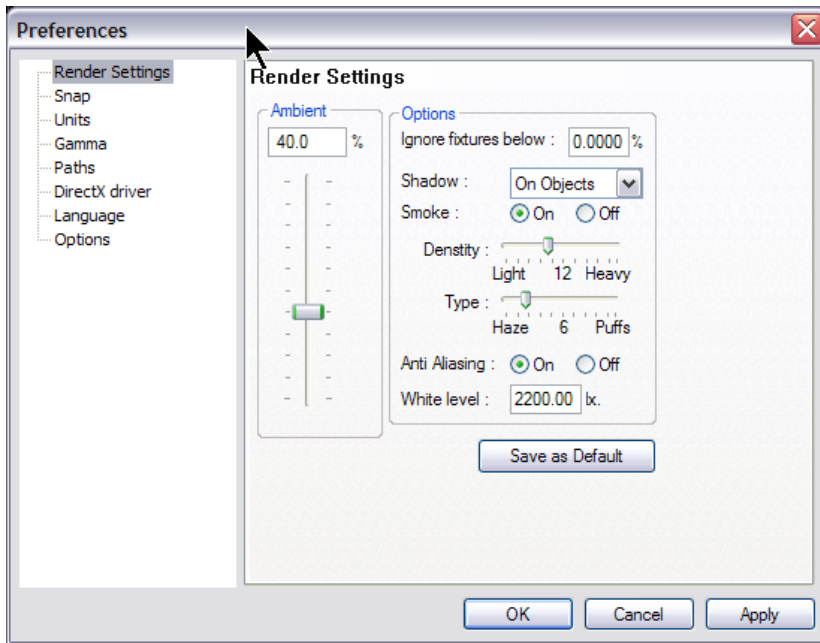 Preferences
Render Settings
Snap
Units
Gamma
Paths
DirectX driver
Language
Options
Render Settings
Ambient
40.0 %
Options
Ignore fixtures below : 0.0000 %
Shadow : On Objects
Smoke : On Off
Denstity :
Light 12 Heavy
Type :
Haze 6 Puffs
Anti Aliasing : On Off
White level : 2200.00 lx.
Save as Default
OK Cancel Apply